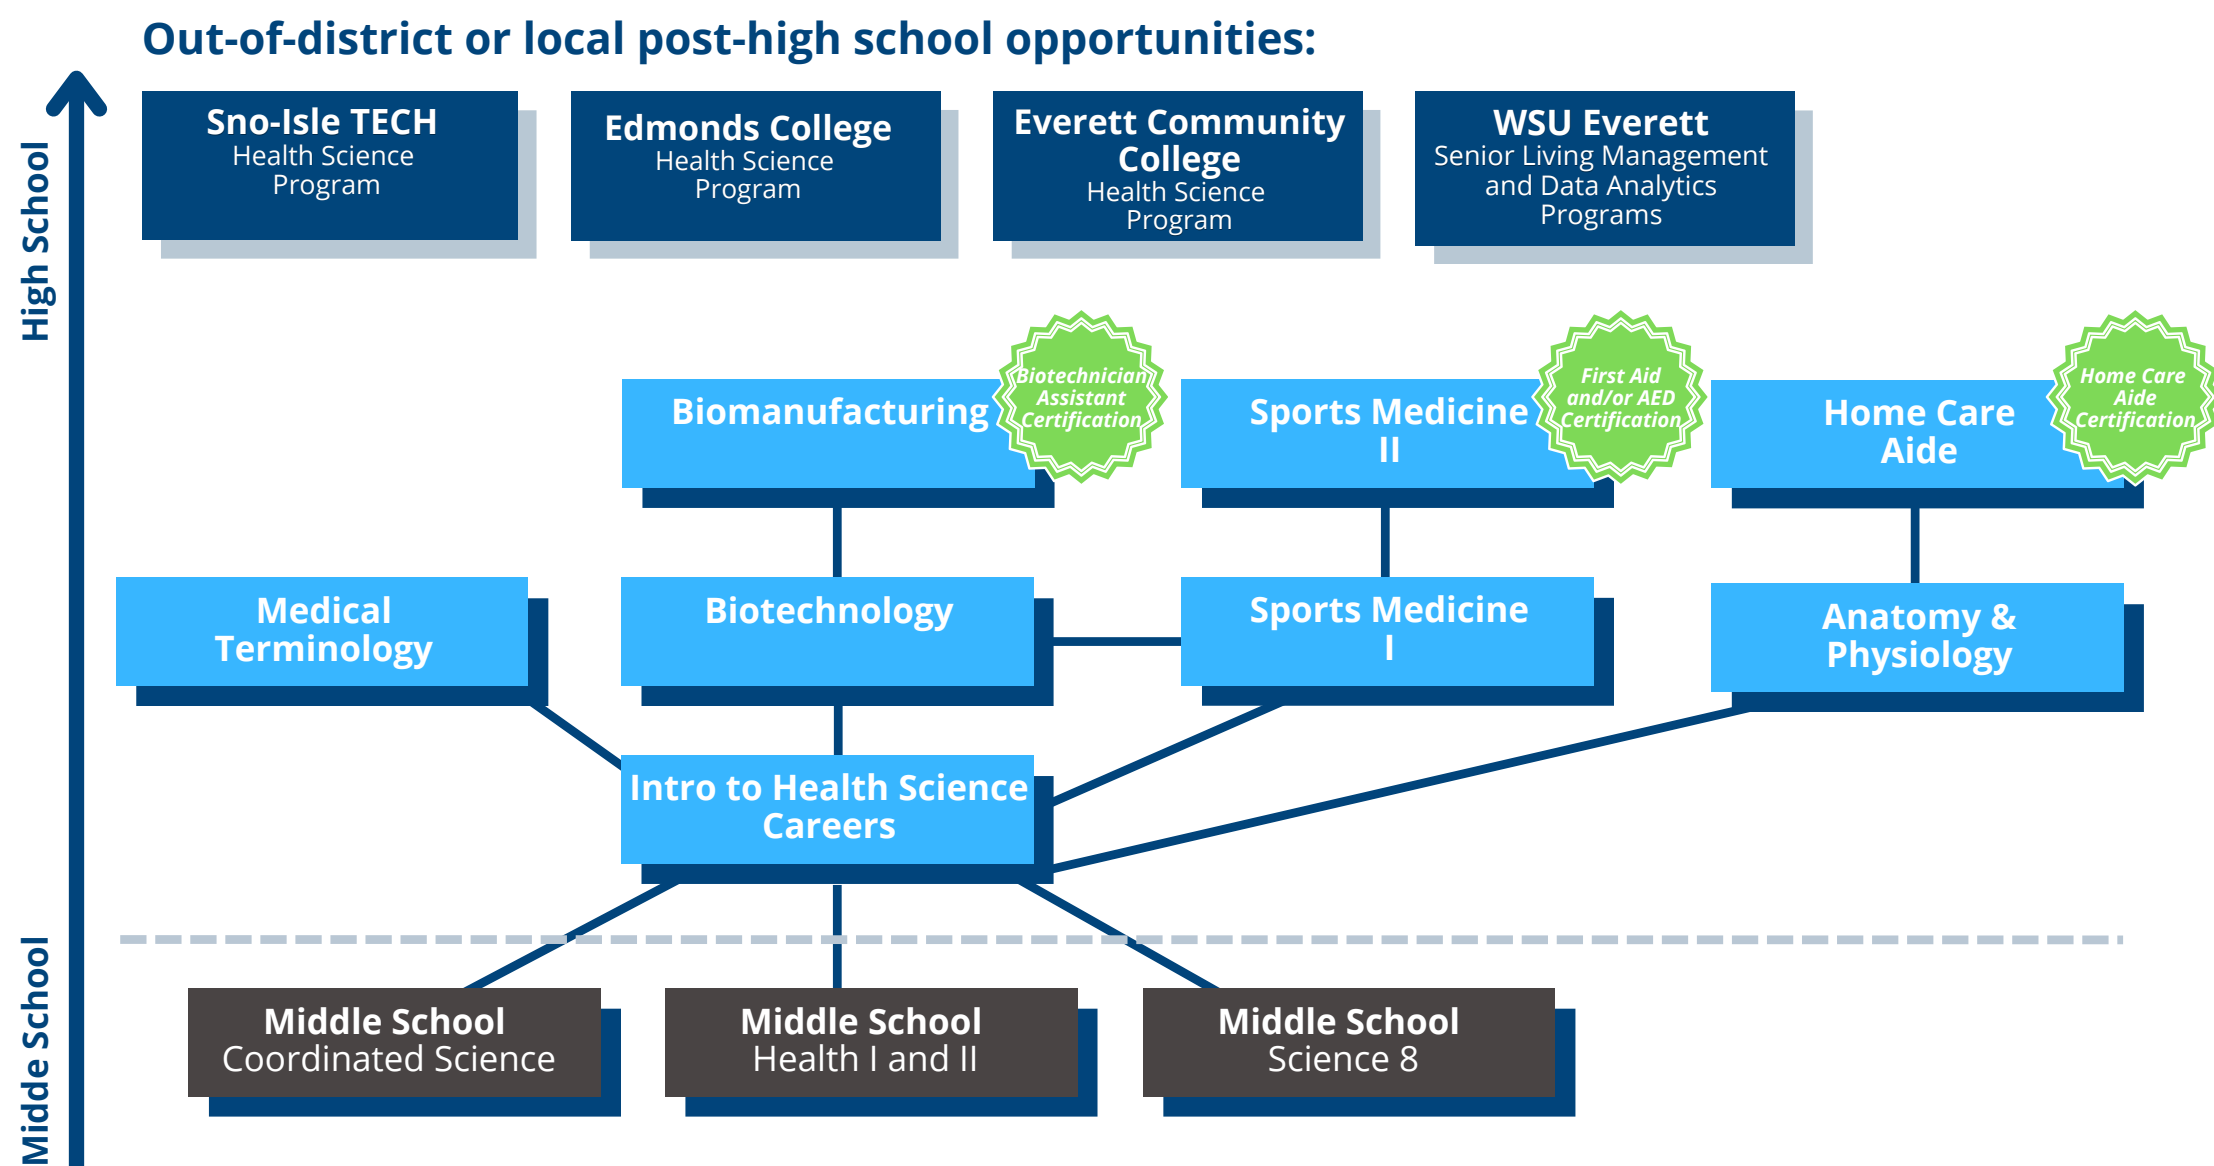 Out-of-district or local post-high school opportunities:
High School
Sno-Isle TECH
Health Science
Program
Edmonds College
Health Science
Program
Everett Community
College
Health Science
Program
WSU Everett
Senior Living Management
and Data Analytics
Programs
Biomanufacturing
Biotechnician
Assistant
Certification
Sports Medicine
II
First Aid
and/or AED
Certification
Home Care
Aide
Home Care
Aide
Certification
Medical
Terminology
Biotechnology
Sports Medicine
I
Anatomy &
Physiology
Intro to Health Science
Careers
Midde School
Middle School
Coordinated Science
Middle School
Health I and II
Middle School
Science 8